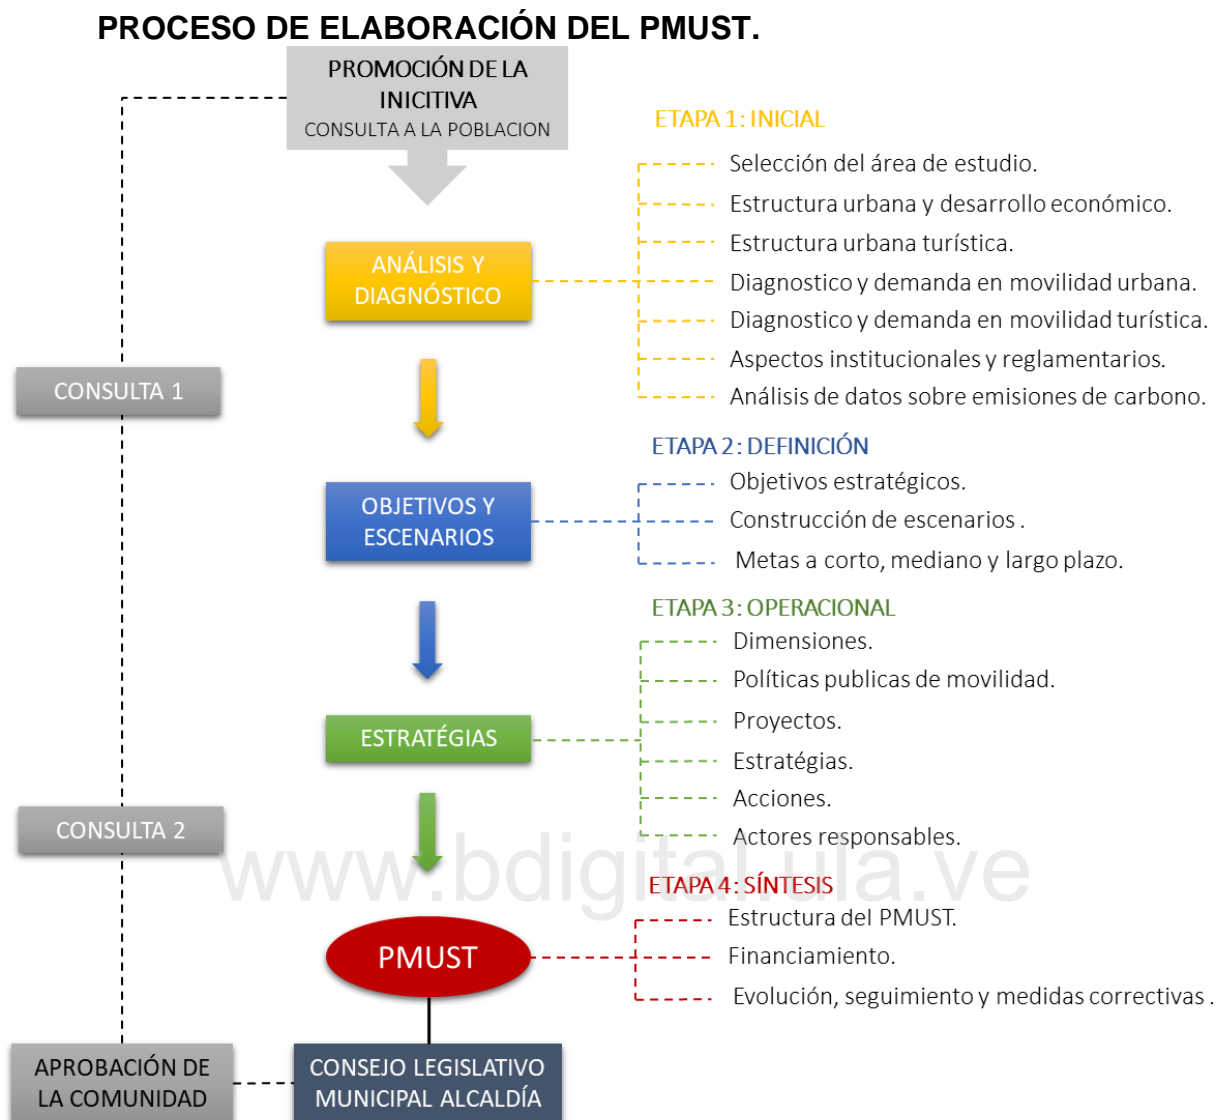 PROCESO DE ELABORACIÓN DEL PMUST.
PROMOCIÓN DE LA
INICITIVA
CONSULTA A LA POBLACION
ETAPA 1: INICIAL
Selección del área de estudio.
Estructura urbana y desarrollo económico.
Estructura urbana turística.
Diagnostico y demanda en movilidad urbana.
Diagnostico y demanda en movilidad turística.
Aspectos institucionales y reglamentarios.
Análisis de datos sobre emisiones de carbono.
ANÁLISIS Y
DIAGNÓSTICO
CONSULTA 1
ETAPA 2: DEFINICIÓN
Objetivos estratégicos.
Construcción de escenarios .
Metas a corto, mediano y largo plazo.
OBJETIVOS Y
ESCENARIOS
ETAPA 3: OPERACIONAL
Dimensiones.
Políticas publicas de movilidad.
Proyectos.
Estratégias.
Acciones.
Actores responsables.
ESTRATÉGIAS
CONSULTA 2
www.bdigital.ula.ve
ETAPA 4: SÍNTESIS
Estructura del PMUST.
Financiamiento.
Evolución, seguimiento y medidas correctivas .
PMUST
APROBACIÓN DE
LA COMUNIDAD
CONSEJO LEGISLATIVO
MUNICIPAL ALCALDÍA